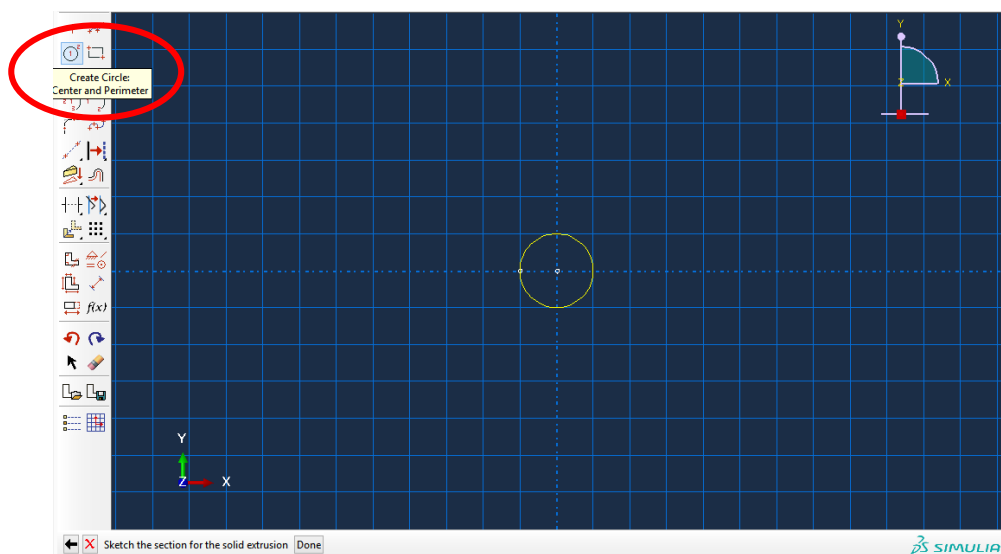 Create Circle:
Center and Perimeter
f(x)
Y
Z
X
Y
Z
X
Sketch the section for the solid extrusion Done
SIMULIA